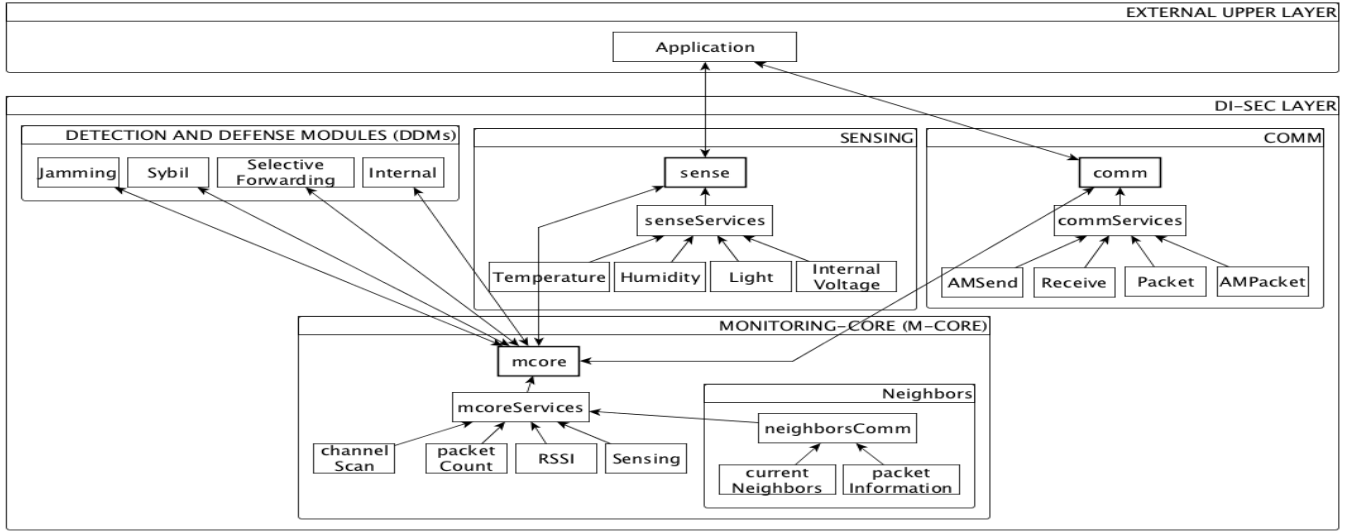 EXTERNAL UPPER LAYER
Application
DI-SEC LAYER
DETECTION AND DEFENSE MODULES (DDMs)
Jamming
Sybil
Selective
Forwarding
Internal
SENSING
sense
senseServices
Temperature
Humidity
Light
Internal
Voltage
COMM
comm
commServices
AMSend
Receive
Packet
AMPacket
MONITORING-CORE (M-CORE)
mcore
mcoreServices
channel
Scan
packet
Count
RSSI
Sensing
Neighbors
neighborsComm
current
Neighbors
packet
Information